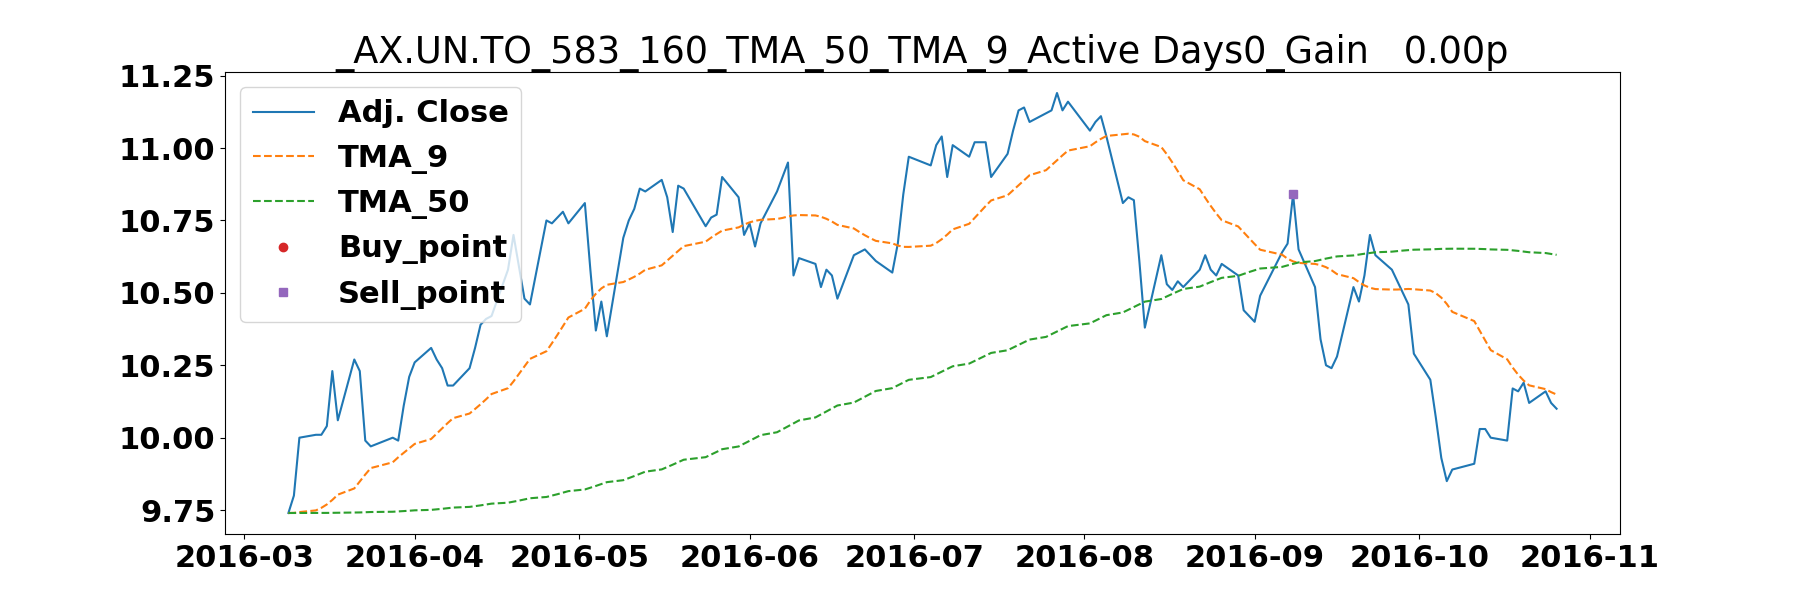 _AX.UN.TO_583_160_TMA_50_TMA_9_Active Days0_Gain   0.00p
11.25
11.00
10.75
10.50
10.25
10.00
9.75
Adj. Close
TMA_9
TMA_50
Buy_point
Sell_point
2016-03 2016-04 2016-05 2016-06 2016-07 2016-08 2016-09 2016-10 2016-11